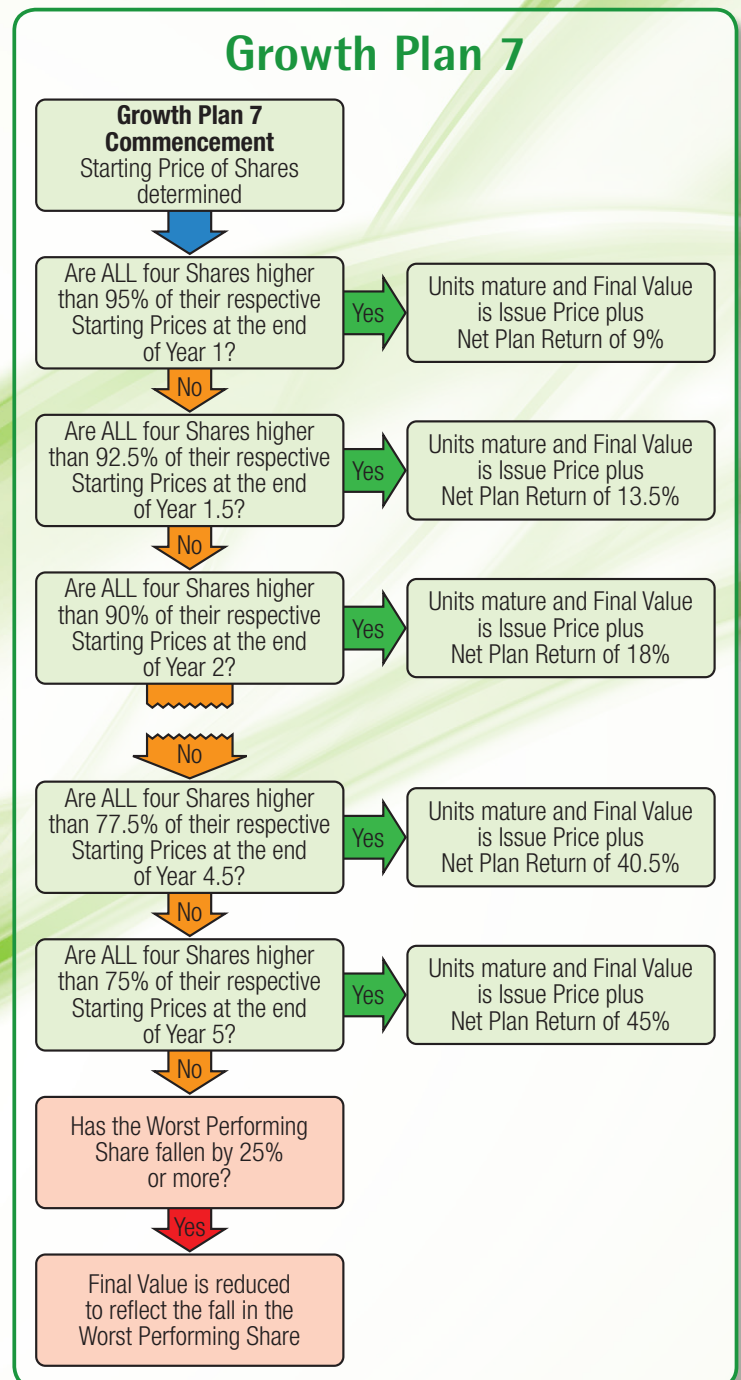 Growth Plan 7
Growth Plan 7
Commencement
Starting Price of Shares
determined
Are ALL four Shares higher
than 95% of their respective
Starting Prices at the end
of Year 1?
Yes
Units mature and Final Value
is Issue Price plus
Net Plan Return of 9%
No
Are ALL four Shares higher
than 92.5% of their respective
Starting Prices at the end
of Year 1.5?
Yes
Units mature and Final Value
is Issue Price plus
Net Plan Return of 13.5%
No
Are ALL four Shares higher
than 90% of their respective
Starting Prices at the end
of Year 2?
Yes
Units mature and Final Value
is Issue Price plus
Net Plan Return of 18%
No
Are ALL four Shares higher
than 77.5% of their respective
Starting Prices at the end
of Year 4.5?
Yes
Units mature and Final Value
is Issue Price plus
Net Plan Return of 40.5%
No
Are ALL four Shares higher
than 75% of their respective
Starting Prices at the end
of Year 5?
Yes
Units mature and Final Value
is Issue Price plus
Net Plan Return of 45%
No
Has the Worst Performing
Share fallen by 25%
or more?
Yes
Final Value is reduced
to reflect the fall in the
Worst Performing Share